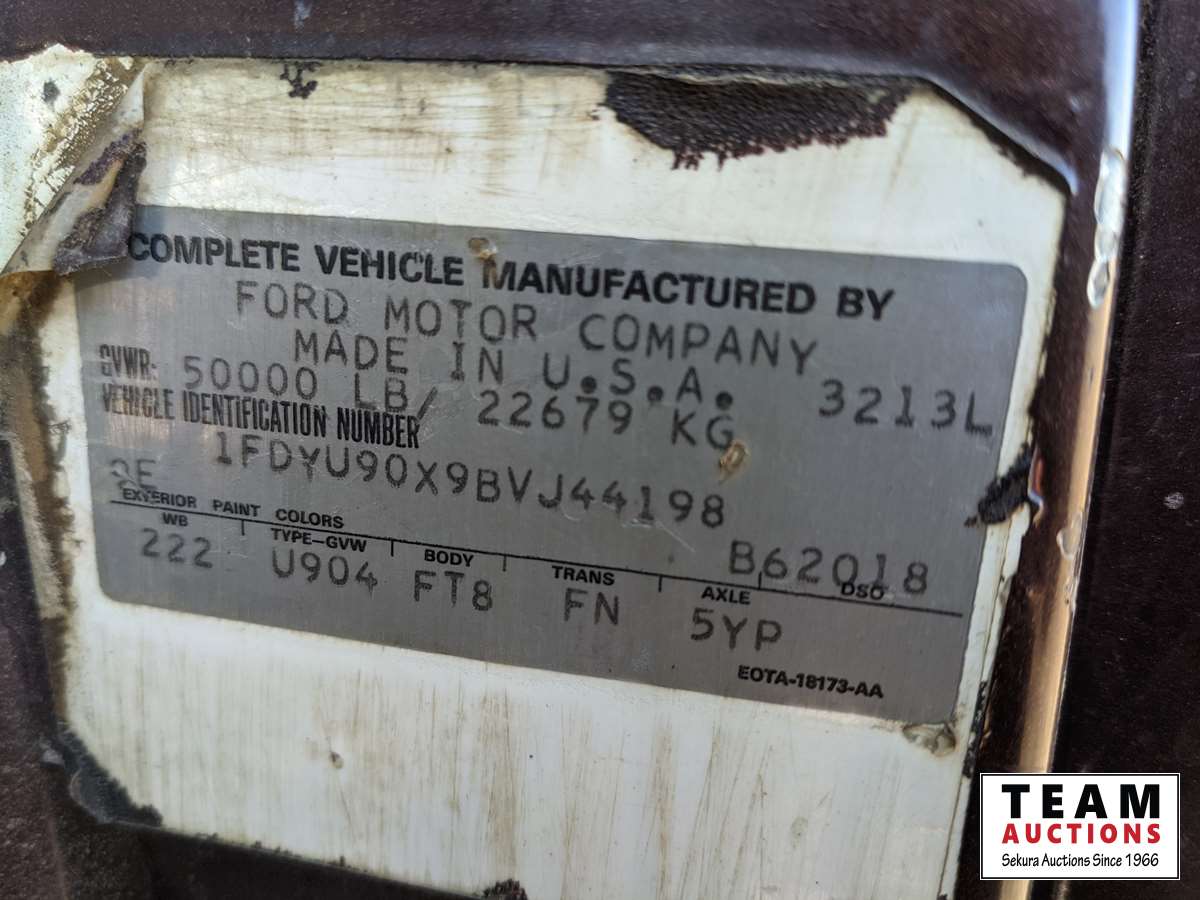 COMPLETE VEHICLE MANUFACTURED BY
FORD MOTOR COMPANY
MADE IN U.S.A.
GVWR: 50000 LB/ 22679 KG 3213L
VEHICLE IDENTIFICATION NUMBER
1FDYU90X9BVJ44198
EXTERIOR PAINT COLORS B62018
WB TYPE-GVW BODY TRANS AXLE DSO
222 U904 FT8 FN 5YP
EOTA-18173-AA
TEAM
AUCTIONS
Sekura Auctions Since 1966